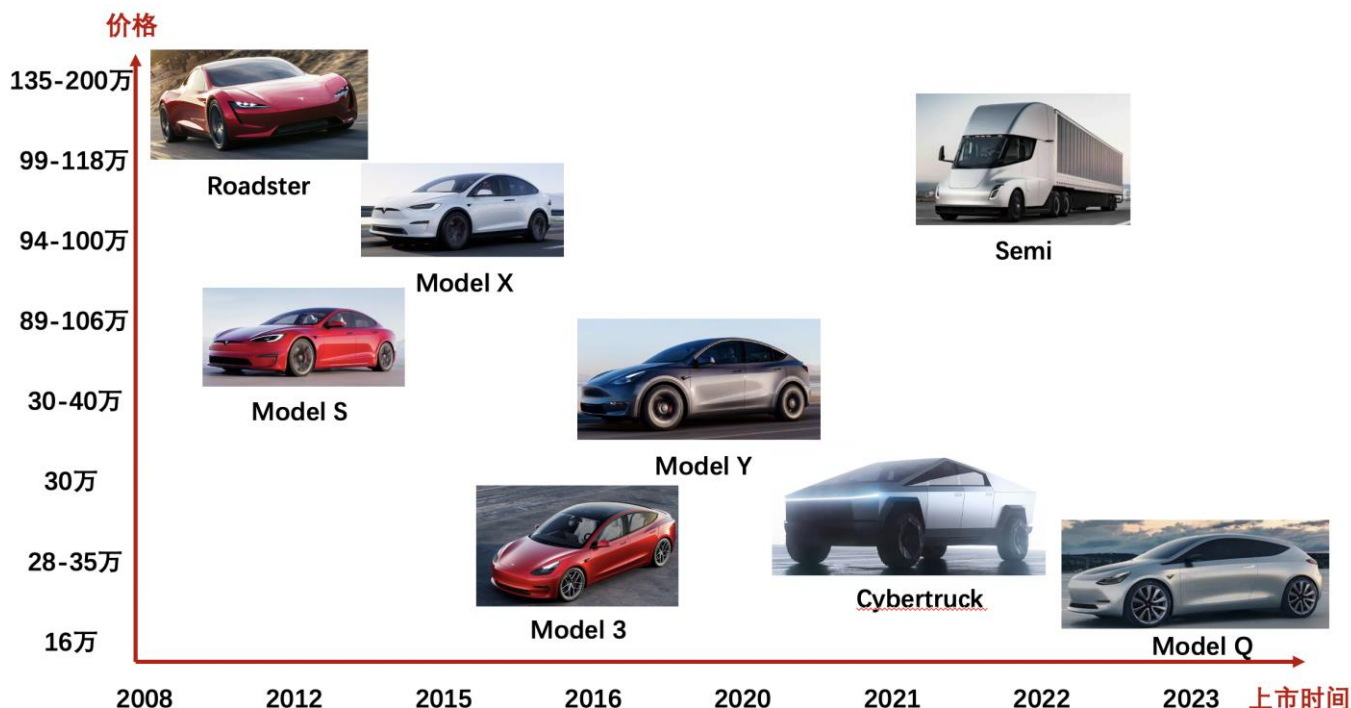 价格
135-200万
99-118万
Roadster
94-100万
Semi
Model X
89-106万
30-40万
Model S
Model Y
30万
28-35万
Cybertruck
Model 3
16万
Model Q
2008 2012 2015 2016 2020 2021 2022 2023 上市时间